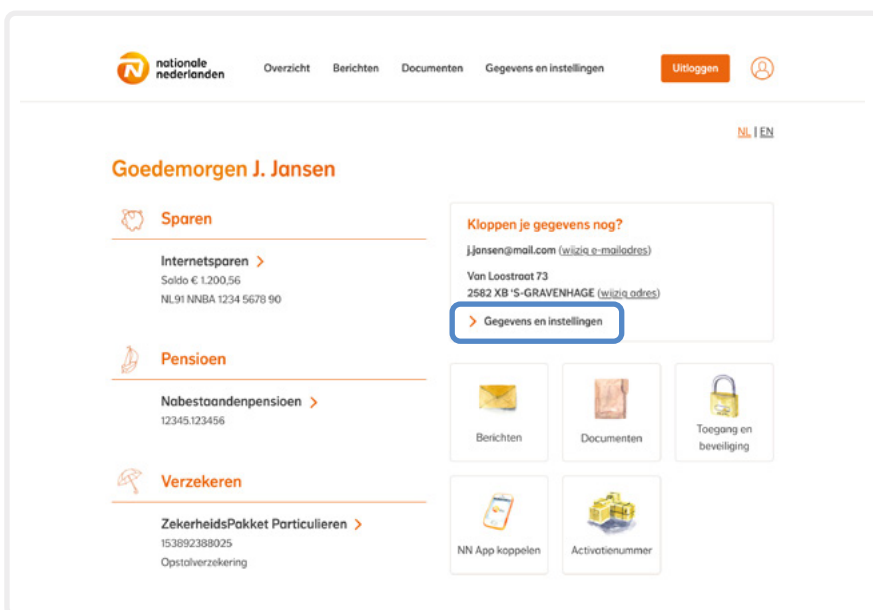 nationale
nederlanden
Overzicht Berichten Documenten Gegevens en instellingen Uitloggen
NL | EN
Goedemorgen J. Jansen
Sparen
Internetsparen
Saldo € 1.200,56
NL91 NNBA 1234 5678 90
Pensioen
Nabestaandenpensioen
12345.123456
Verzekeren
ZekerheidsPakket Particulieren
153892388025
Opstalverzekering
Kloppen je gegevens nog?
j.jansen@mail.com (wijzig e-mailadres)
Van Loostraat 73
2582 XB 'S-GRAVENHAGE (wijzig adres)
Gegevens en instellingen
Berichten
Documenten
Toegang en
beveiliging
NN App koppelen
Activatienummer